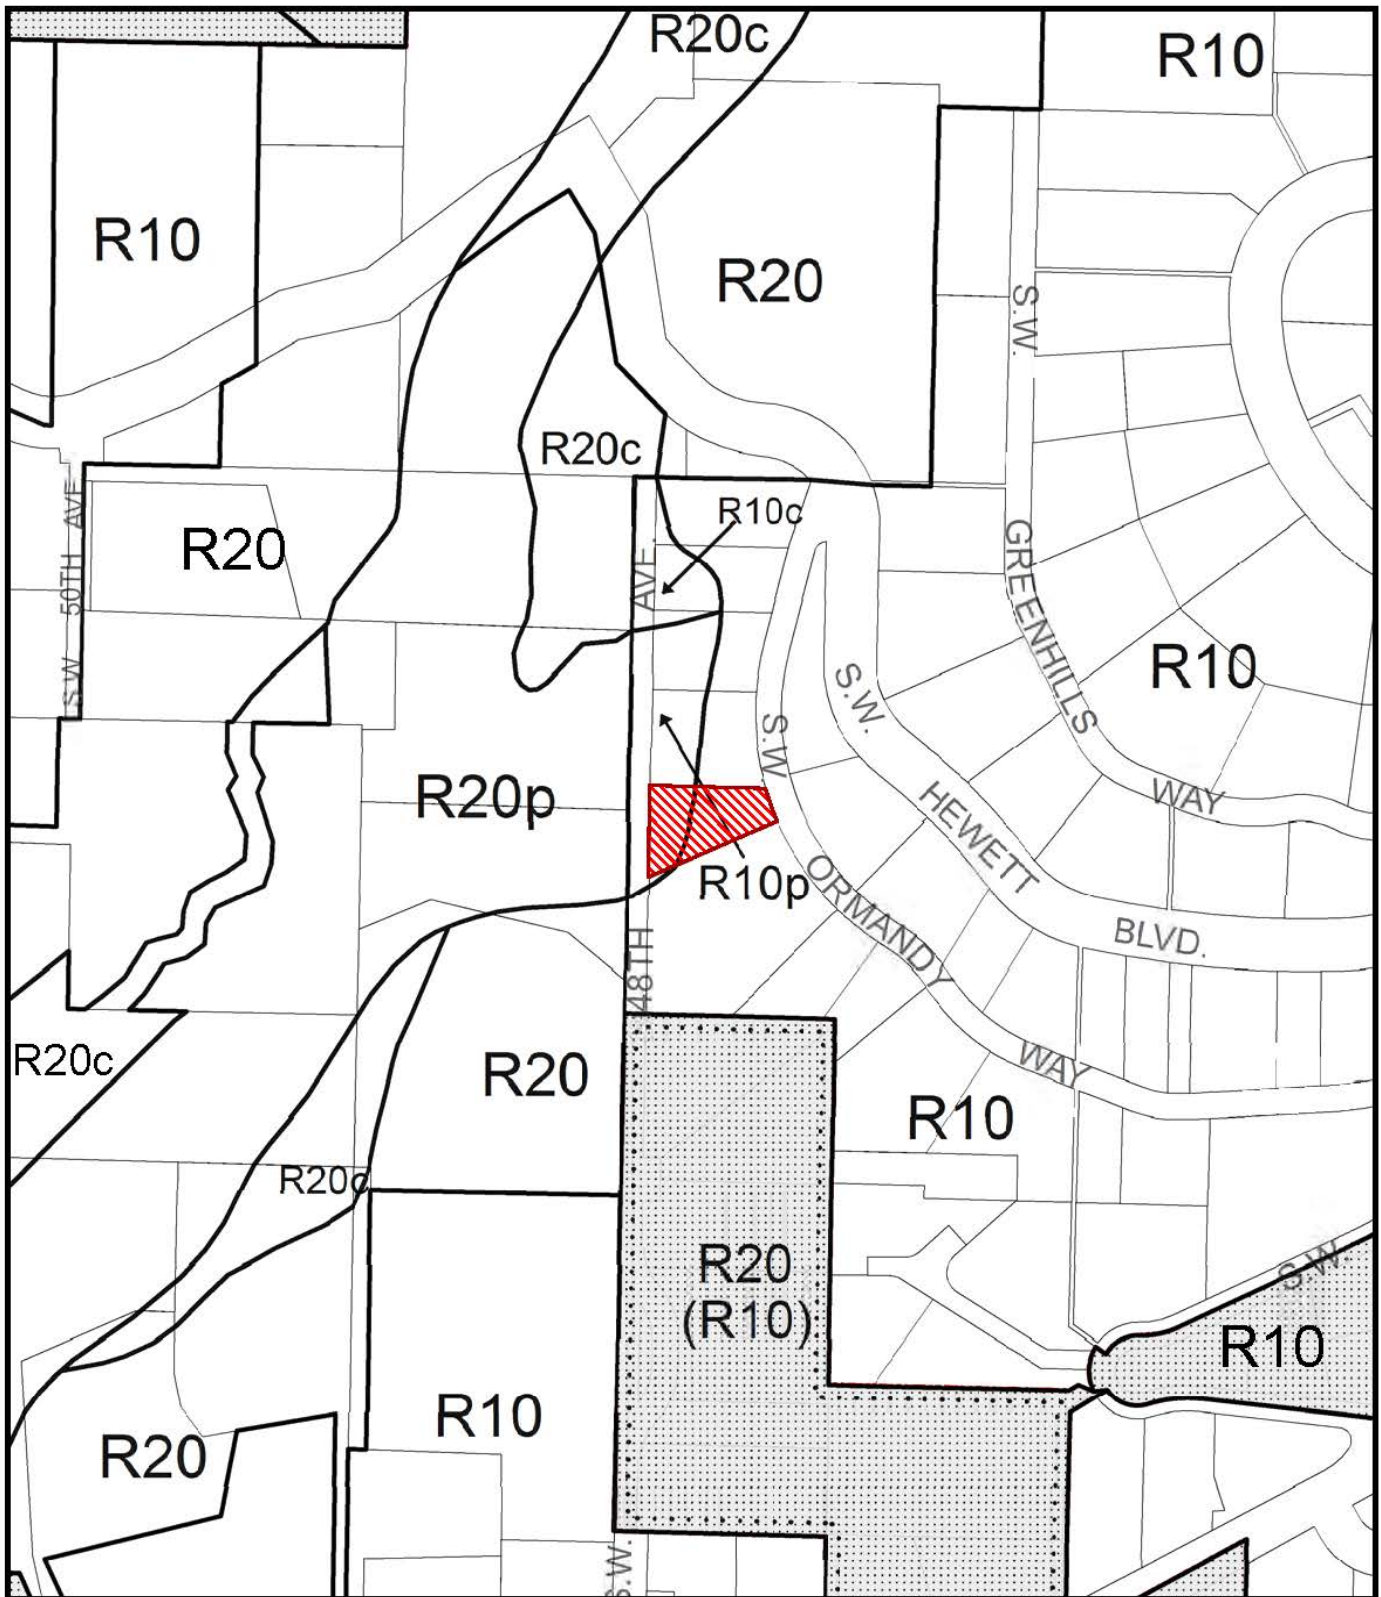 R20c
R10
R10
R20
S.W.
R20c
R10c
S.W. 50TH AVE
R20
AVE.
GREENHILLS
R10
S.W.
S.W
R20p
HEWETT
WAY
R10p
ORMANDY
BLVD.
48TH
R20c
R20
WAY
R10
R20c
R20
(R10)
S.W.
R10
R10
R20
S.W.